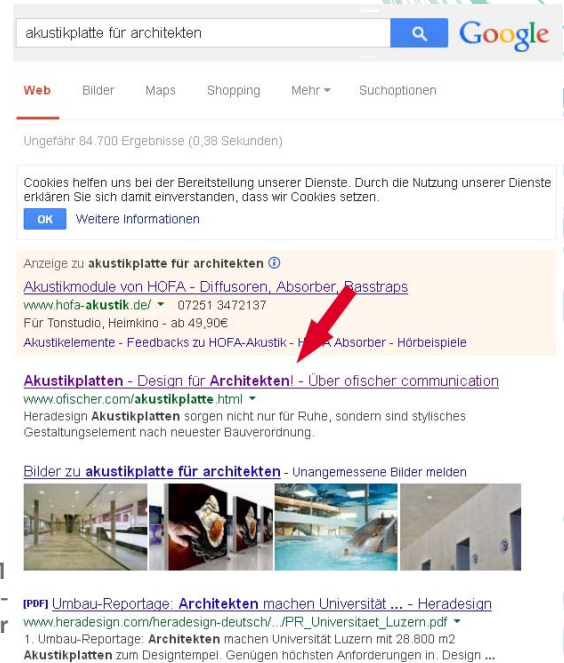 akustikplatte für architekten
Google
Web Bilder Maps Shopping Mehr Suchoptionen
Ungefähr 84.700 Ergebnisse (0,38 Sekunden)
Cookies helfen uns bei der Bereitstellung unserer Dienste. Durch die Nutzung unserer Dienste
erklären Sie sich damit einverstanden, dass wir Cookies setzen.
OK Weitere Informationen
Anzeige zu akustikplatte für architekten
Akustikmodule von HOFA - Diffusoren, Absorber, Basstraps
www.hofa-akustik.de/ 07251 3472137
Für Tonstudio, Heimkino - ab 49,90€
Akustikelemente - Feedbacks zu HOFA-Akustik - HOFA Absorber - Hörbeispiele
Akustikplatten - Design für Architekten! - Über ofischer communication
www.ofischer.com/akustikplatte.html
Heradesign Akustikplatten sorgen nicht nur für Ruhe, sondern sind stylisches
Gestaltungselement nach neuester Bauverordnung.
Bilder zu akustikplatte für architekten - Unangemessene Bilder melden
[PDF] Umbau-Reportage: Architekten machen Universität ... - Heradesign
www.heradesign.com/heradesign-deutsch/.../PR_Universitaet_Luzern.pdf
1. Umbau-Reportage: Architekten machen Universität Luzern mit 28.800 m2
Akustikplatten zum Designtempel. Genügen höchsten Anforderungen in. Design ...